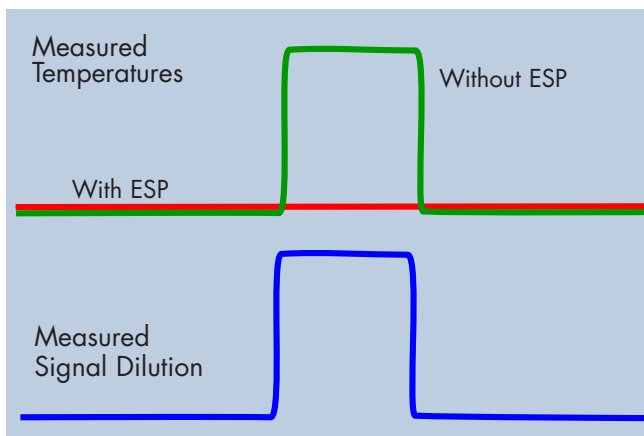 Measured
Temperatures
Without ESP
With ESP
Measured
Signal Dilution